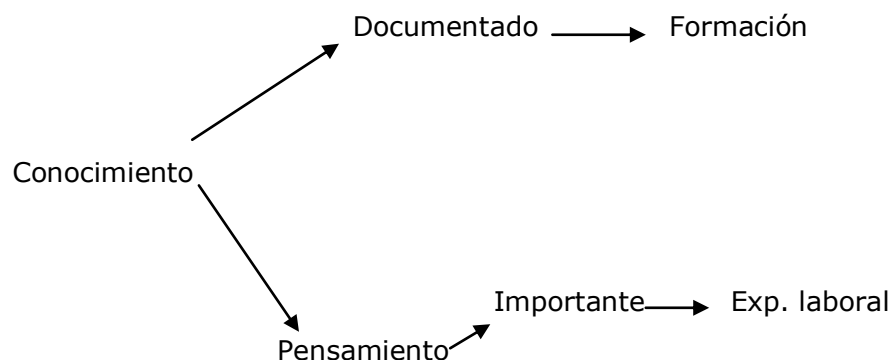 Documentado Formación
Conocimiento
Importante Exp. laboral
Pensamiento